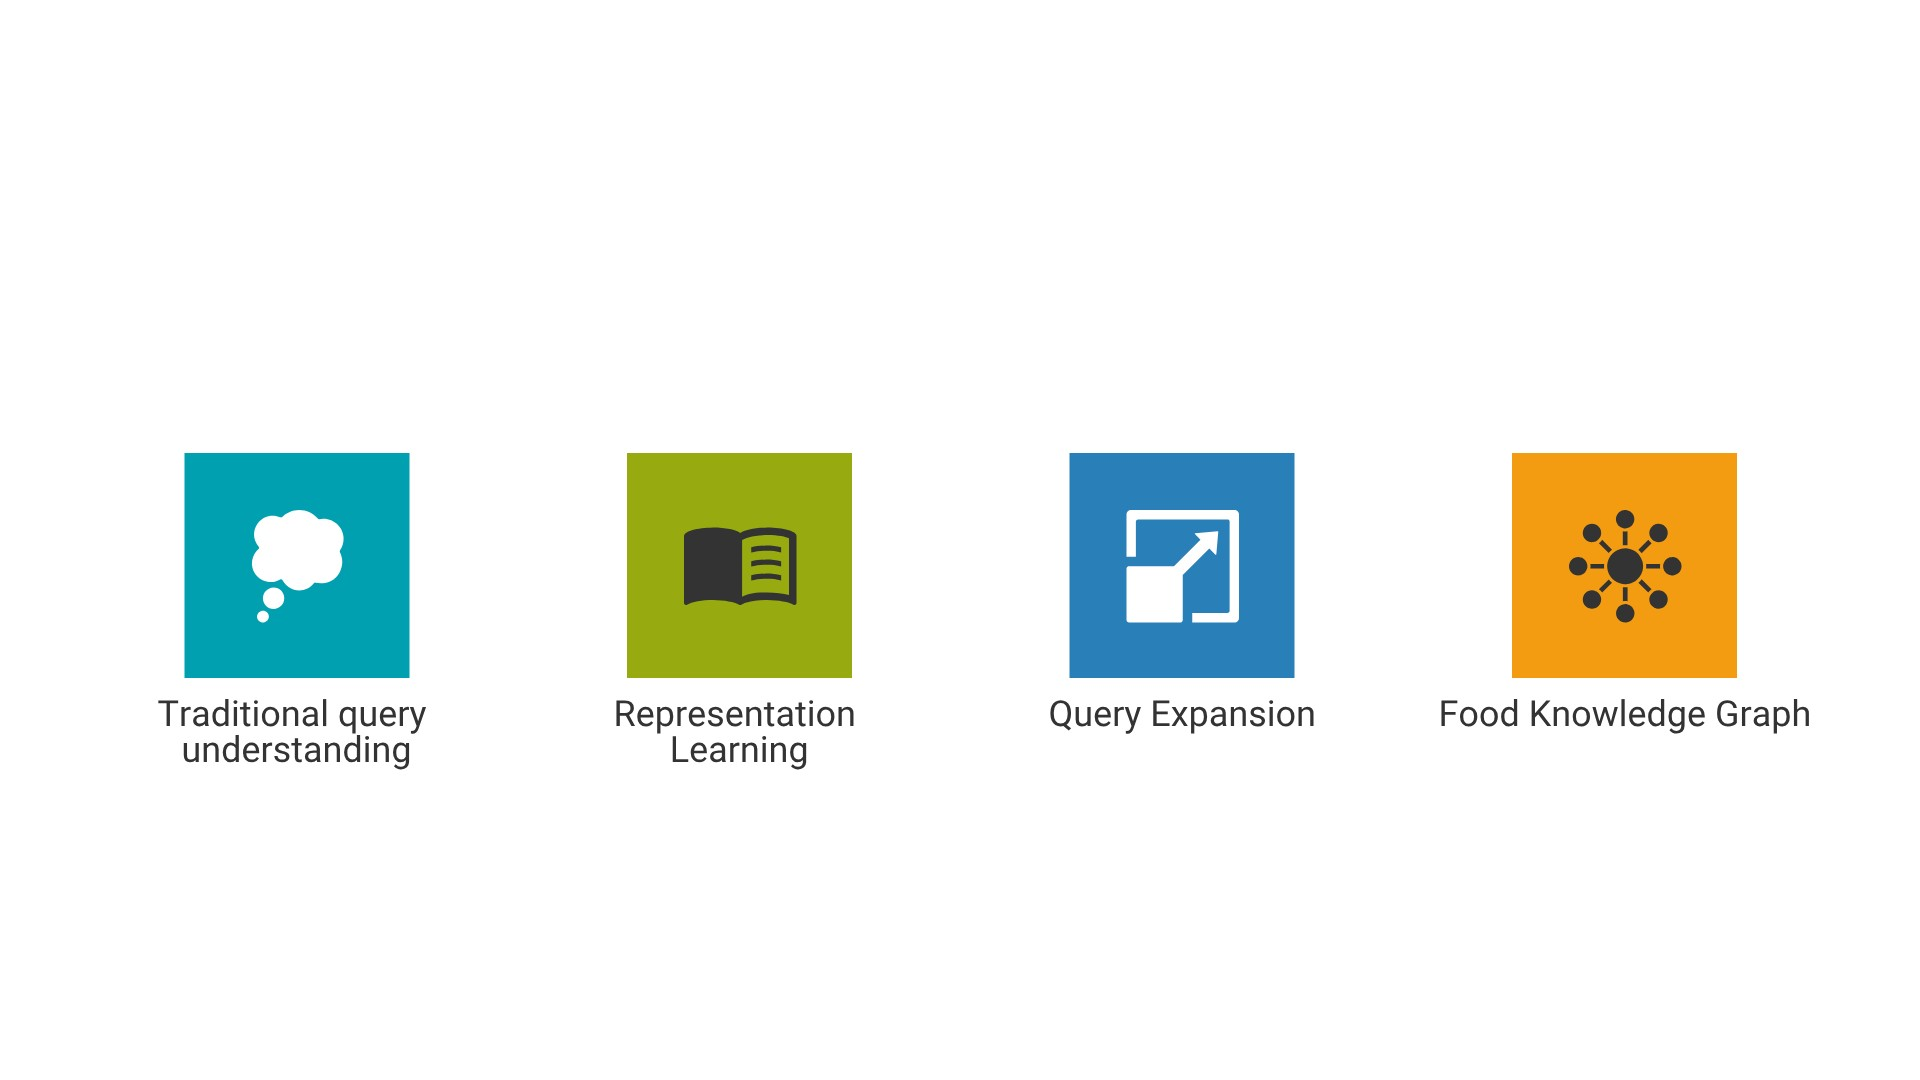 Traditional query
understanding
Representation
Learning
Query Expansion
Food Knowledge Graph